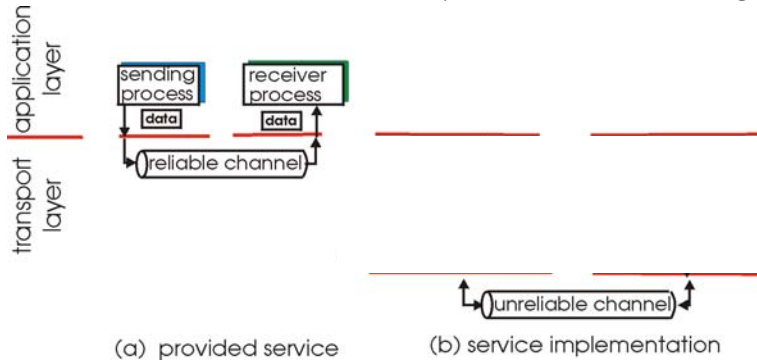 application
layer
transport
layer
sending
process
receiver
process
data
data
reliable channel
unreliable channel
(a) provided service
(b) service implementation